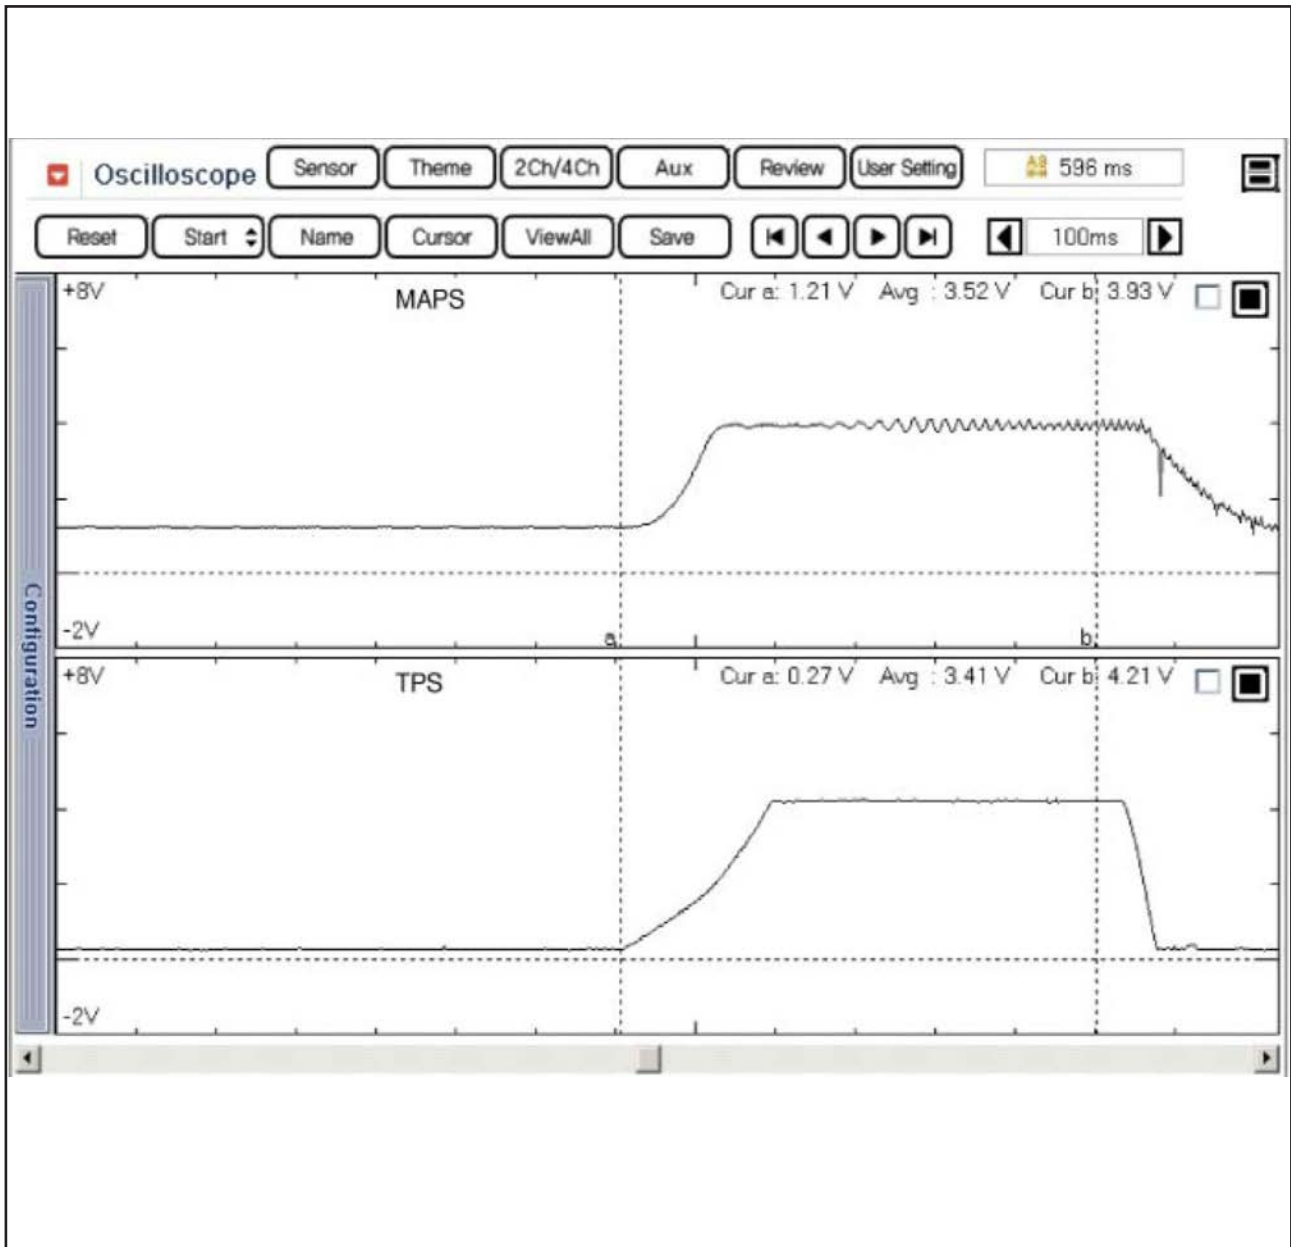 Oscilloscope Sensor Theme 2Ch/4Ch Aux Review User Setting 596 ms
Reset Start Name Cursor ViewAll Save 100ms
+8V MAPS Cur a: 1.21 V Avg : 3.52 V Cur b: 3.93 V
Configuration
-2V a b
+8V TPS Cur a: 0.27 V Avg : 3.41 V Cur b: 4.21 V
-2V